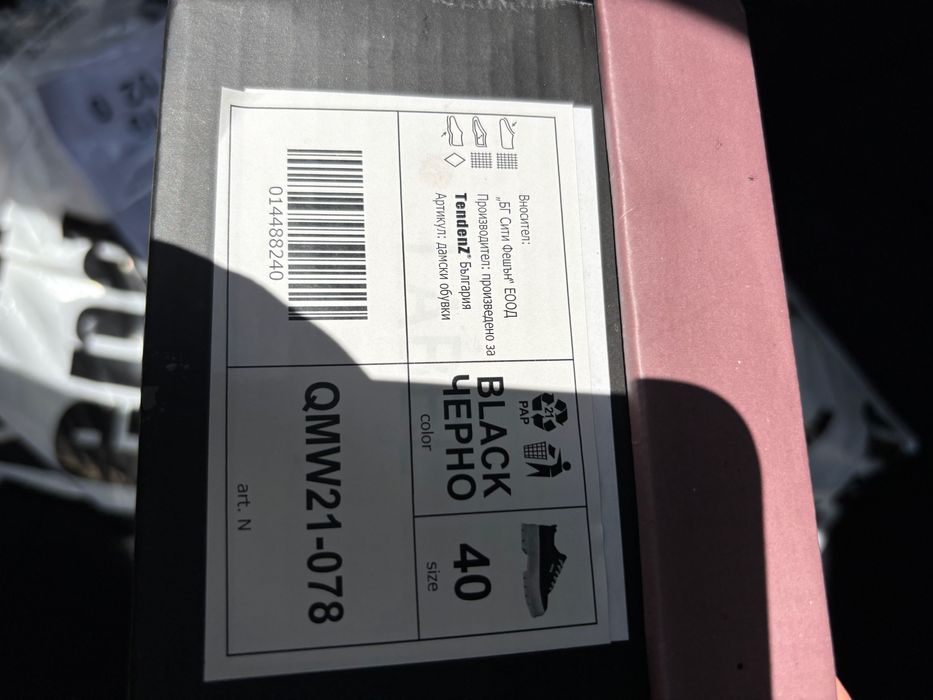 Вносител:
„БГ Сити Фешън“ ЕООД
Производител: произведено за
TendenZ® България
Артикул: дамски обувки
21
PAP
BLACK
ЧЕРНО
color
40
size
014488240
QMW21-078
art. N